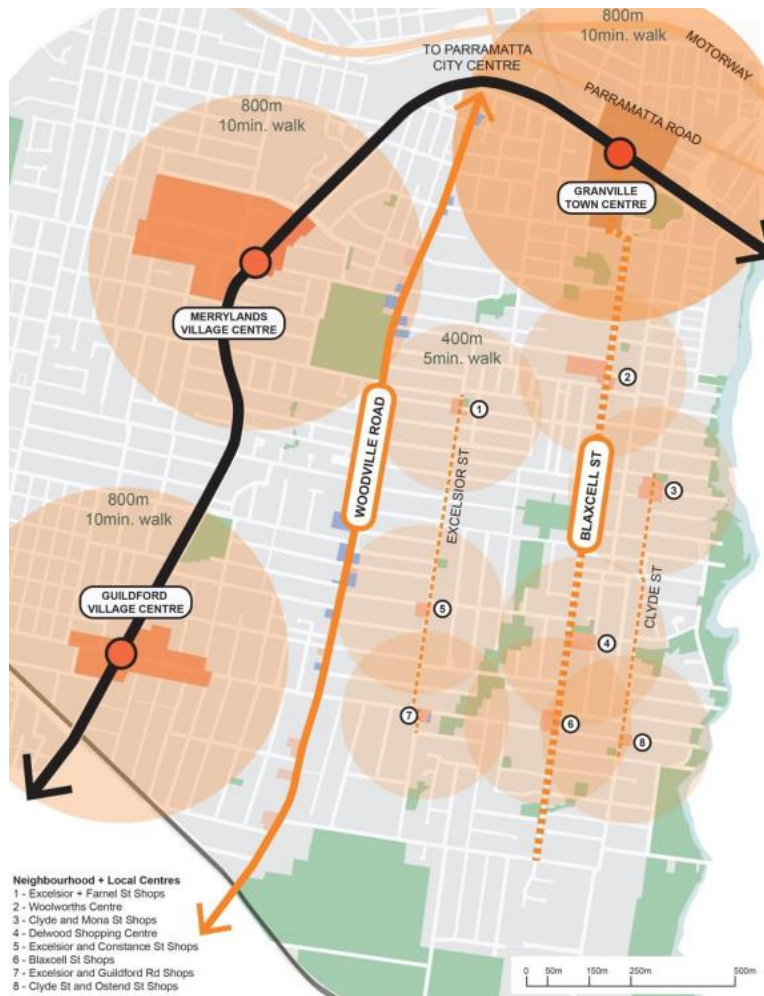 800m
10min. walk
MOTORWAY
TO PARRAMATTA
CITY CENTRE
PARRAMATTA ROAD
800m
10min. walk
GRANVILLE
TOWN CENTRE
MERRYLANDS
VILLAGE CENTRE
400m
5min. walk
2
1
WOODVILLE ROAD
EXCELSIOR ST
BLAXCELL ST
3
800m
10min. walk
CLYDE ST
GUILDFORD
VILLAGE CENTRE
5
4
7
6
8
Neighbourhood + Local Centres
1 - Excelsior + Farnel St Shops
2 - Woolworths Centre
3 - Clyde and Mona St Shops
4 - Delwood Shopping Centre
5 - Excelsior and Constance St Shops
6 - Blaxcell St Shops
7 - Excelsior and Guildford Rd Shops
8 - Clyde St and Ostend St Shops
0 50m 150m 250m 500m